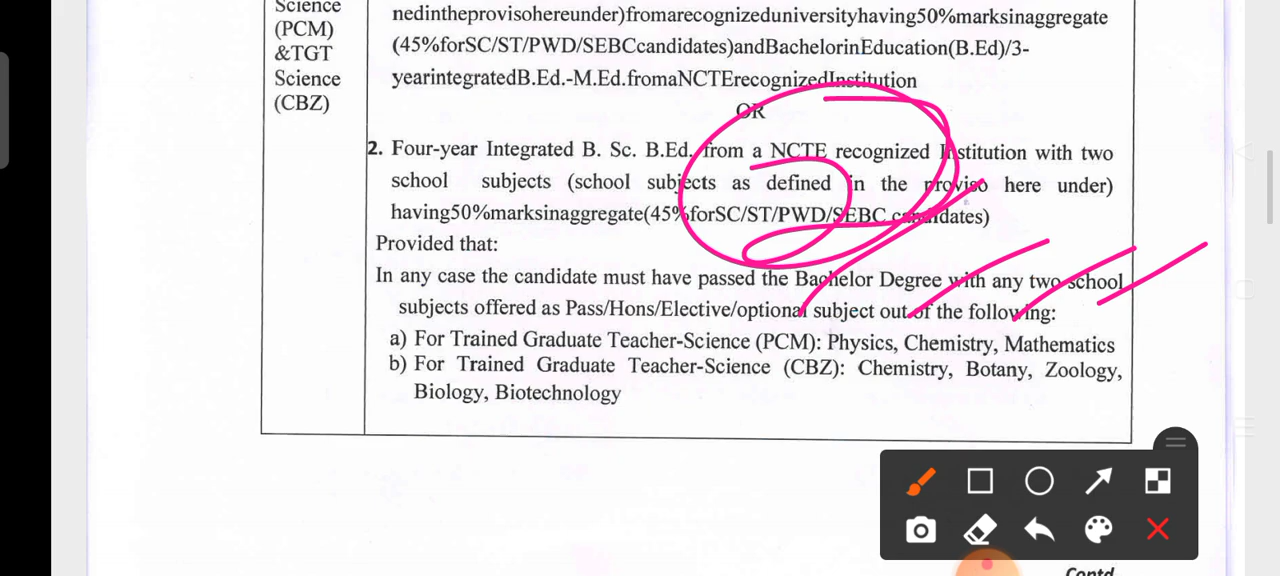 Science
(PCM)
&TGT
Science
(CBZ)
nedintheprovisohereunder)fromarecognizeduniversityhaving50%marksinaggregate
(45%forSC/ST/PWD/SEBCcandidates)andBachelorinEducation(B.Ed)/3-
yearintegratedB.Ed.-M.Ed.fromaNCTErecognizedInstitution
OR
2. Four-year Integrated B. Sc. B.Ed. from a NCTE recognized Institution with two
school subjects (school subjects as defined in the proviso here under)
having50%marksinaggregate(45%forSC/ST/PWD/SEBC candidates)
Provided that:
In any case the candidate must have passed the Bachelor Degree with any two school
subjects offered as Pass/Hons/Elective/optional subject out of the following:
a) For Trained Graduate Teacher-Science (PCM): Physics, Chemistry, Mathematics
b) For Trained Graduate Teacher-Science (CBZ): Chemistry, Botany, Zoology,
Biology, Biotechnology
Contd